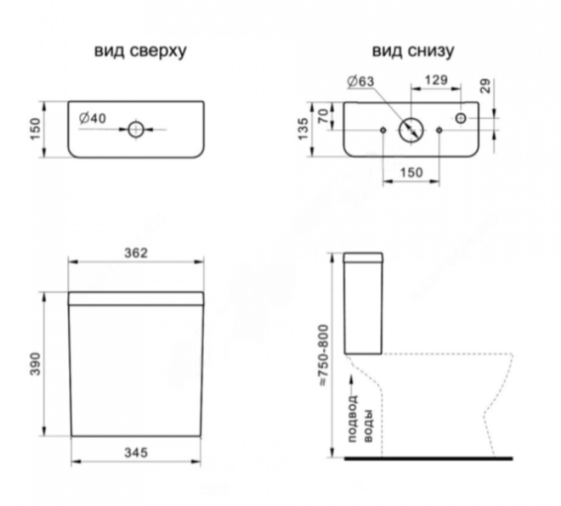 вид сверху
вид снизу
Ø40
150
Ø63
129
29
70
135
150
362
390
345
≈750-800
подвод
воды